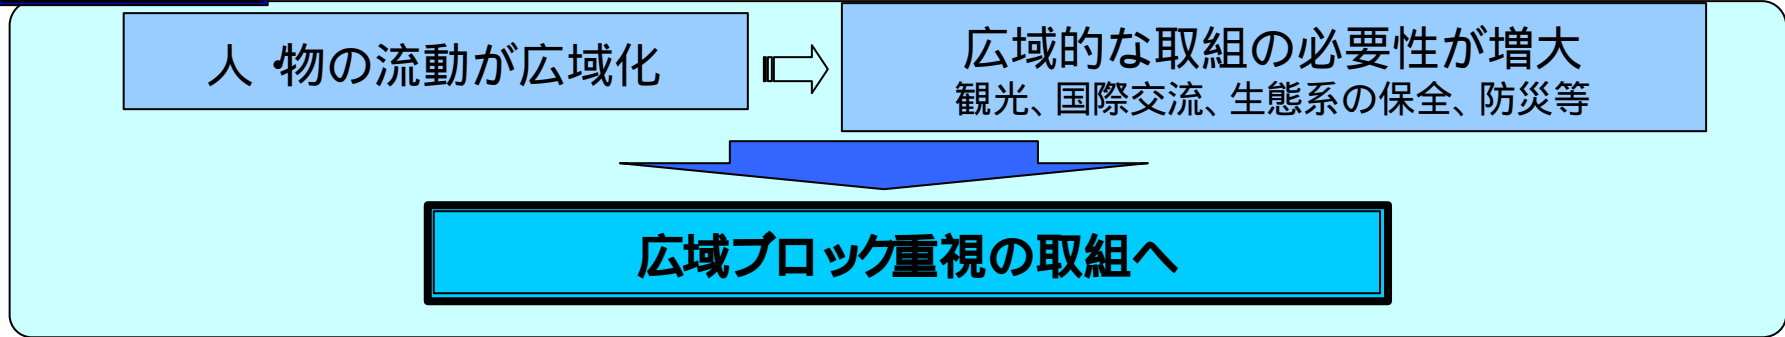 人・物の流動が広域化
広域的な取組の必要性が増大
観光、国際交流、生態系の保全、防災等
広域ブロック重視の取組へ